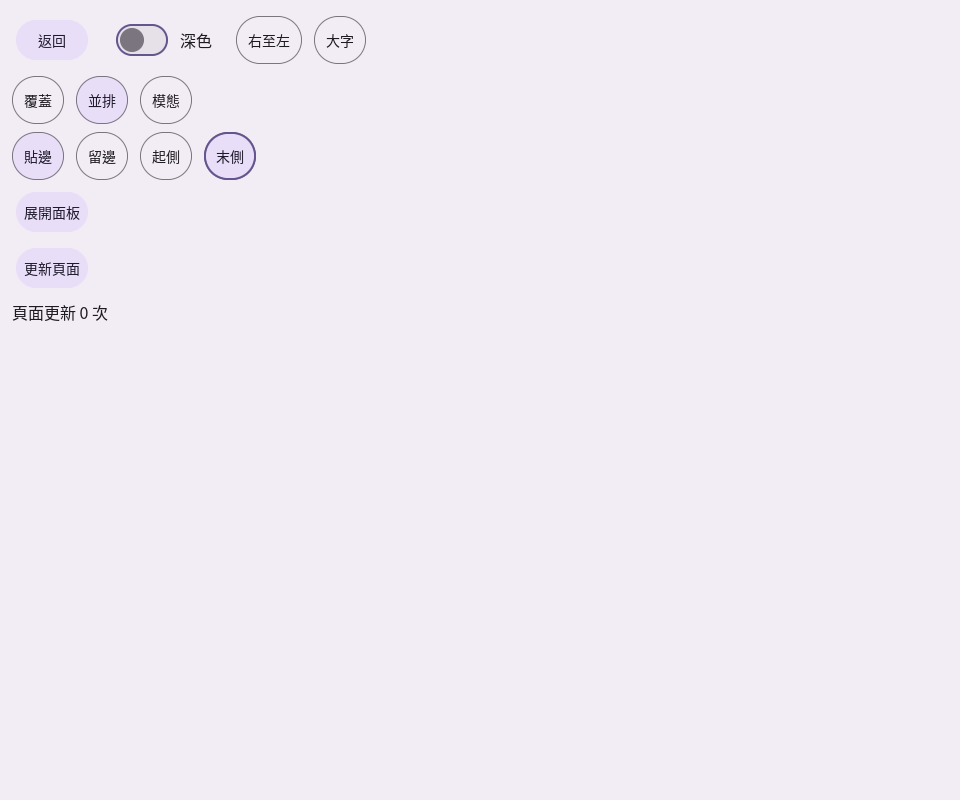 返回 深色 右至左 大字
覆蓋 並排 模態
貼邊 留邊 起側 末側
展開面板
更新頁面
頁面更新 0 次